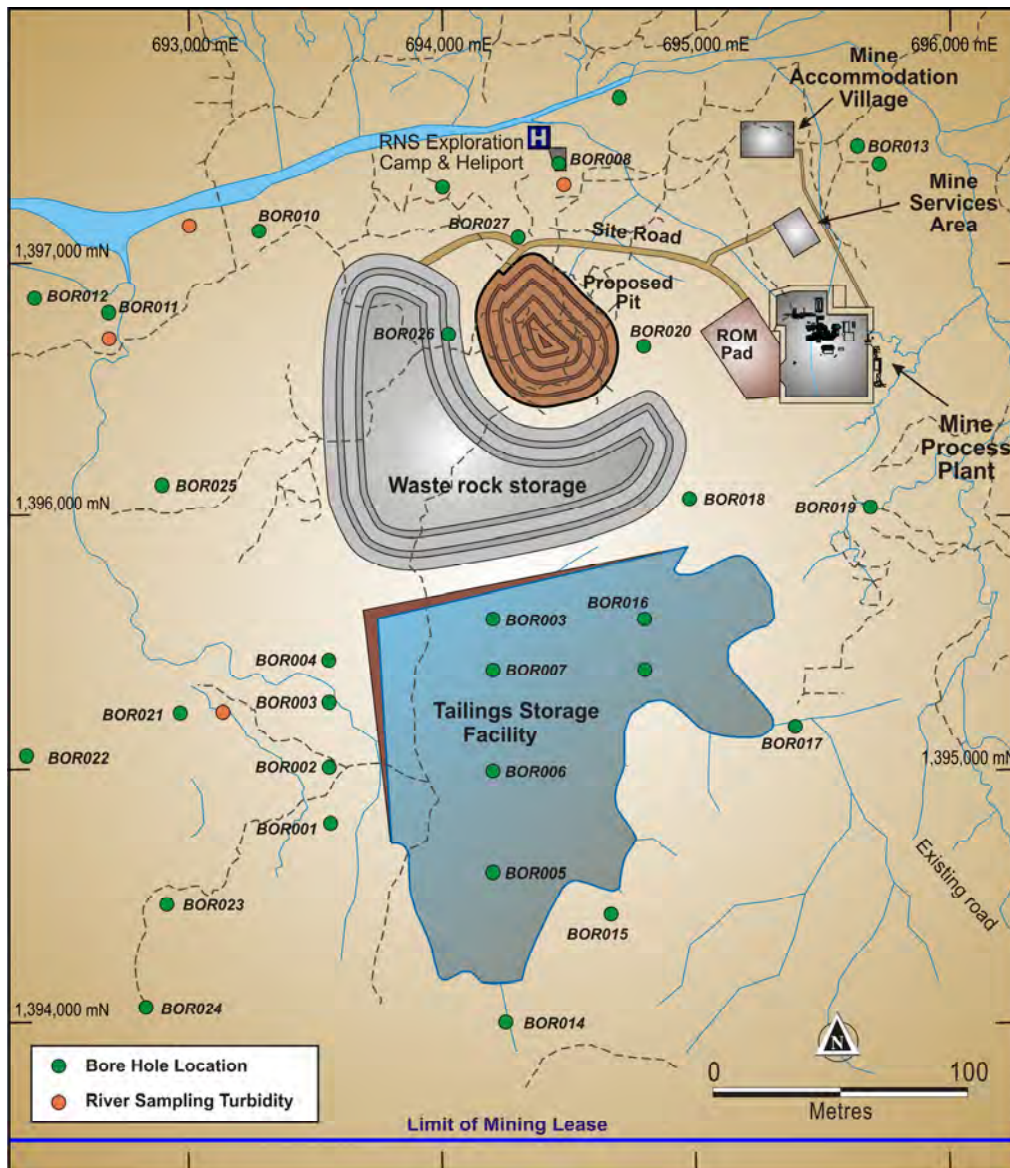 693,000 mE
694,000 mE
695,000 mE
696,000 mE
Mine
Accommodation
Village
H
RNS Exploration
Camp & Heliport
BOR008
BOR013
Mine
Services
Area
BOR010
BOR027
Site Road
1,397,000 mN
Proposed
Pit
BOR012
BOR011
BOR026
BOR020
ROM
Pad
Mine
Process
Plant
Waste rock storage
BOR025
BOR018
BOR019
1,396,000 mN
BOR003
BOR016
BOR004
BOR007
BOR003
BOR021
Tailings Storage
Facility
BOR017
BOR022
BOR002
BOR006
1,395,000 mN
BOR001
BOR005
Existing road
BOR023
BOR015
1,394,000 mN
BOR024
BOR014
N
Bore Hole Location
River Sampling Turbidity
0
100
Metres
Limit of Mining Lease